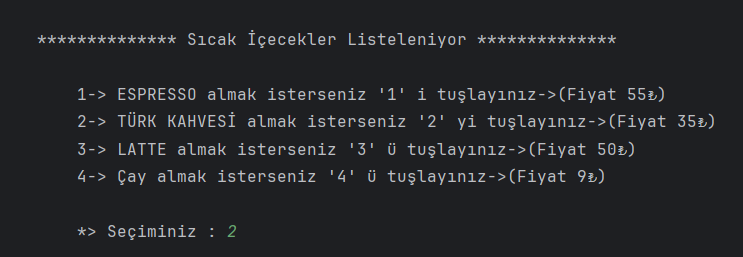 ************** Sıcak İçecekler Listeleniyor **************
1-> ESPRESSO almak isterseniz '1' i tuşlayınız->(Fiyat 55₺)
2-> TÜRK KAHVESİ almak isterseniz '2' yi tuşlayınız->(Fiyat 35₺)
3-> LATTE almak isterseniz '3' ü tuşlayınız->(Fiyat 50₺)
4-> Çay almak isterseniz '4' ü tuşlayınız->(Fiyat 9₺)
*> Seçiminiz : 2